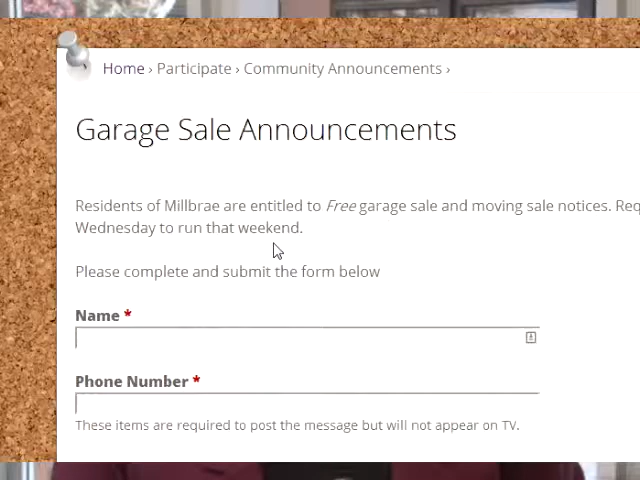 Home › Participate › Community Announcements ›
Garage Sale Announcements
Residents of Millbrae are entitled to Free garage sale and moving sale notices.
Wednesday to run that weekend.
Please complete and submit the form below
Name *
Phone Number *
These items are required to post the message but will not appear on TV.